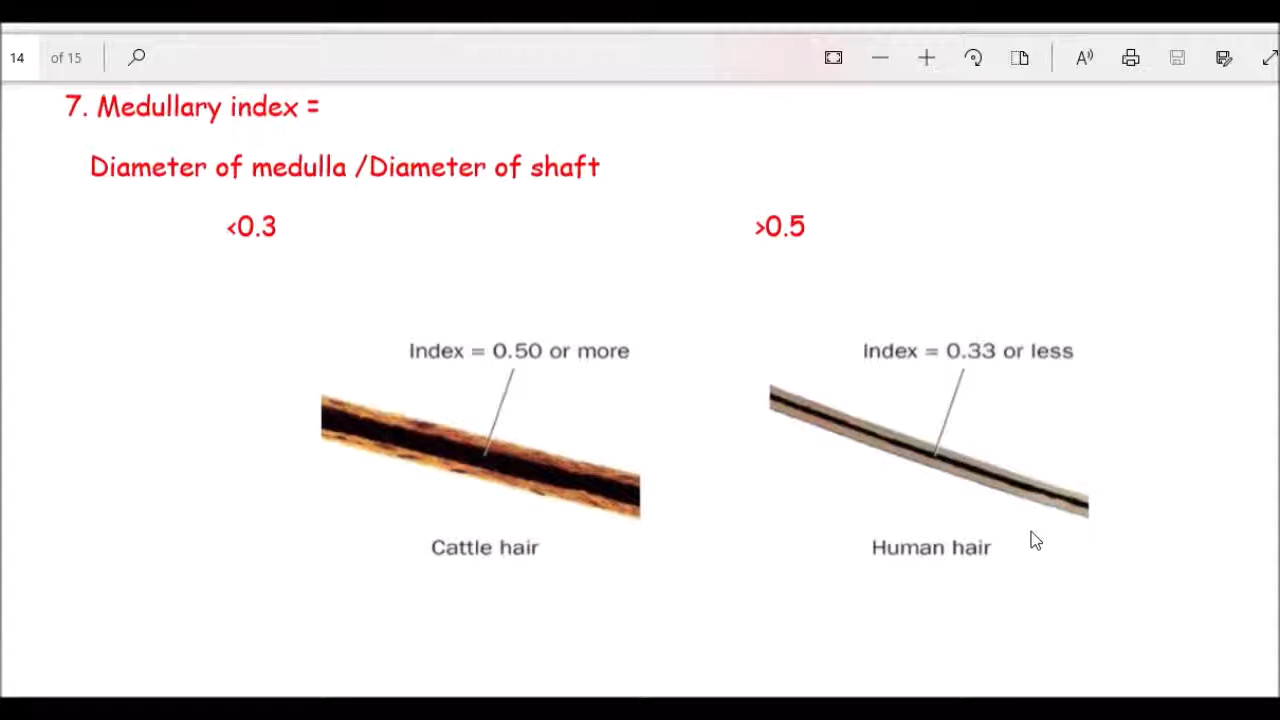 14 of 15 A
7. Medullary index =
Diameter of medulla /Diameter of shaft
<0.3 >0.5
Index = 0.50 or more Index = 0.33 or less
Cattle hair Human hair